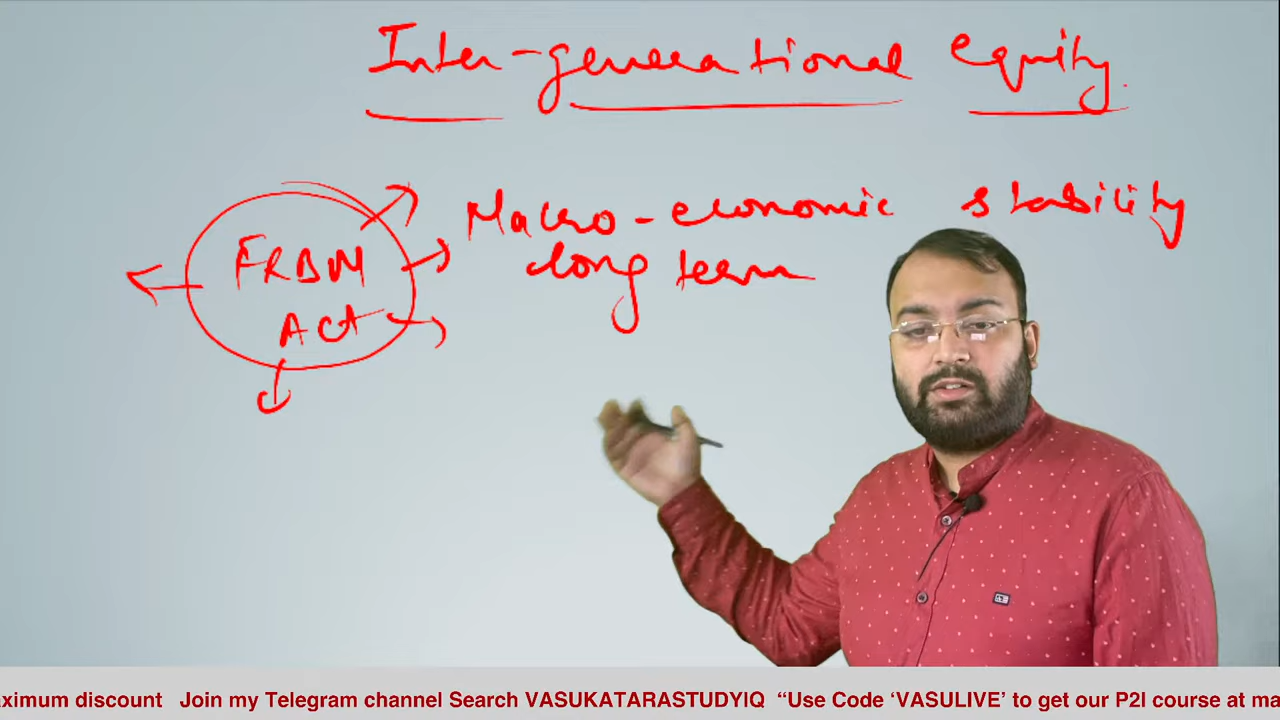 Inter-generational equity.
Macro-economic stability
long term
FRBM
Act
aximum discount Join my Telegram channel Search VASUKATARASTUDYIQ “Use Code ‘VASULIVE’ to get our P2I course at ma